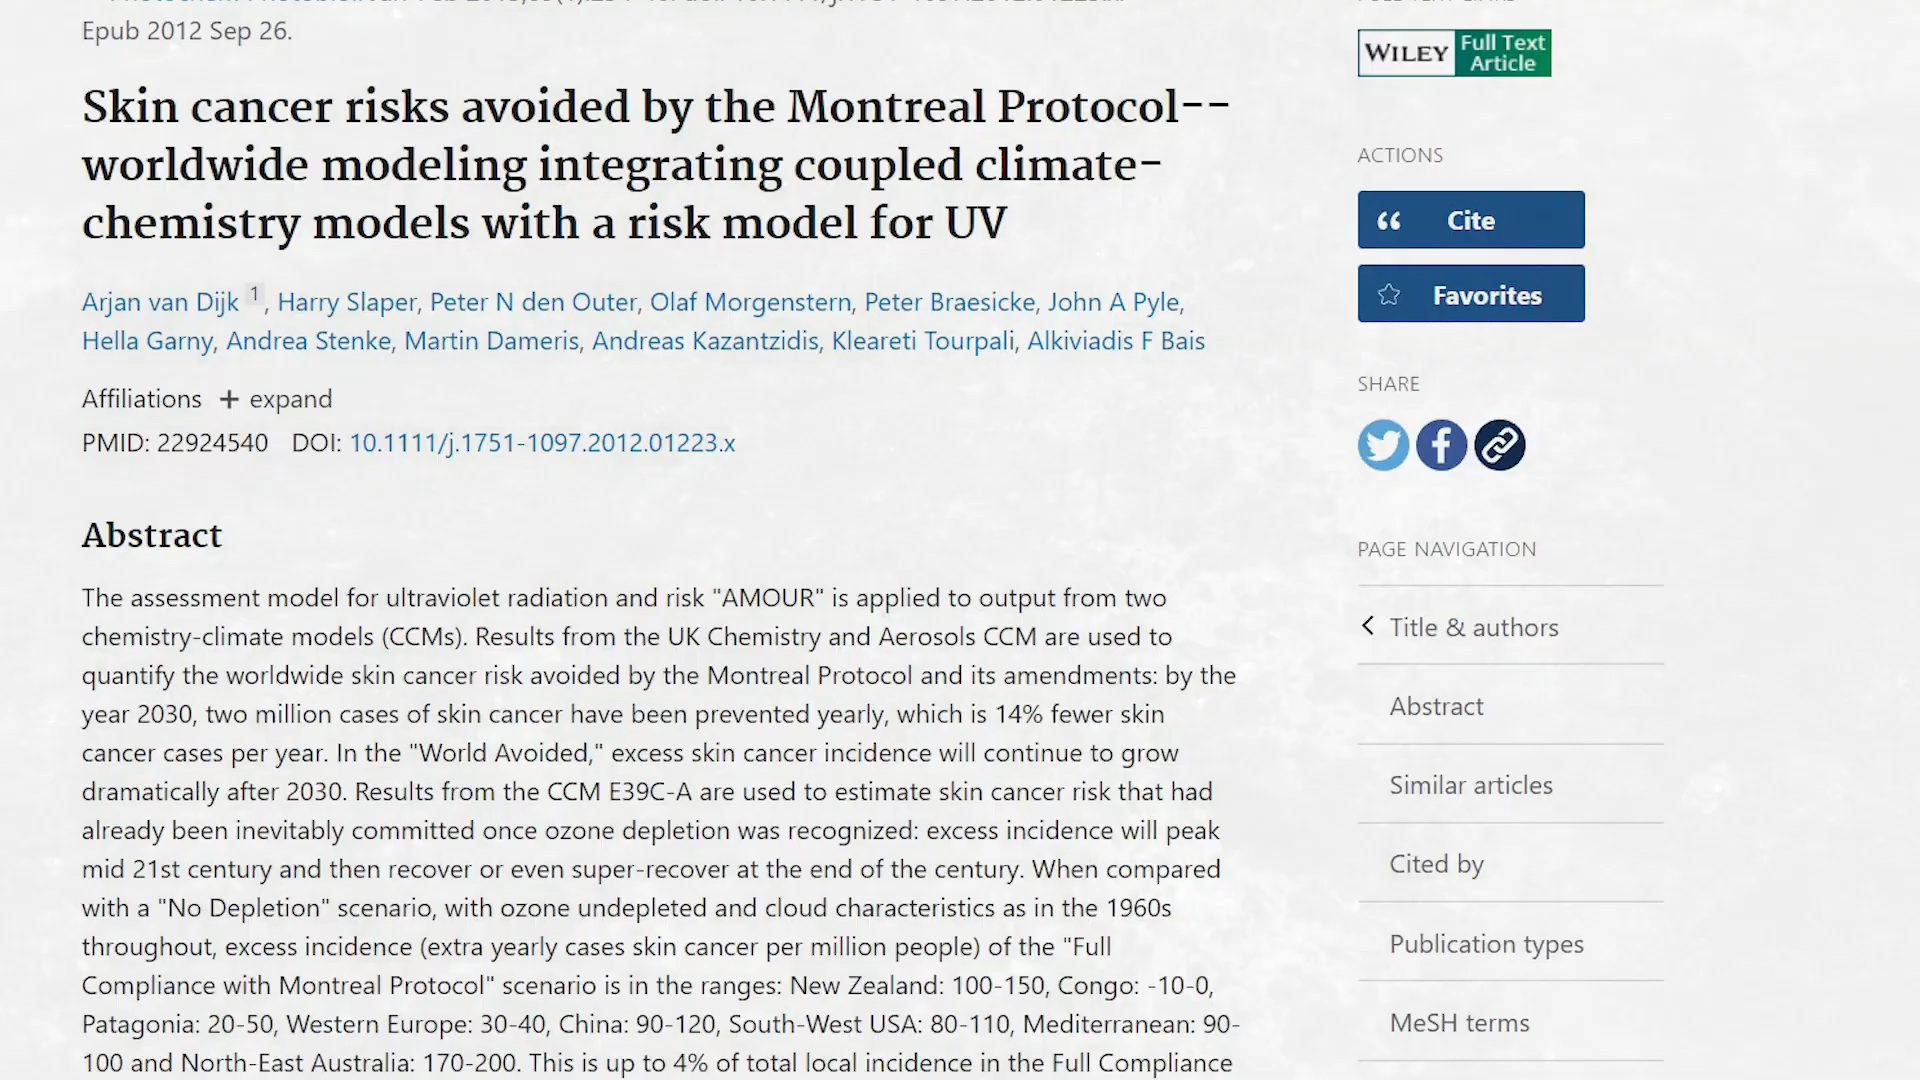 Epub 2012 Sep 26.
Skin cancer risks avoided by the Montreal Protocol--
worldwide modeling integrating coupled climate-
chemistry models with a risk model for UV
Arjan van Dijk 1, Harry Slaper, Peter N den Outer, Olaf Morgenstern, Peter Braesicke, John A Pyle,
Hella Garny, Andrea Stenke, Martin Dameris, Andreas Kazantzidis, Kleareti Tourpali, Alkiviadis F Bais
Affiliations + expand
PMID: 22924540 DOI: 10.1111/j.1751-1097.2012.01223.x
Abstract
The assessment model for ultraviolet radiation and risk "AMOUR" is applied to output from two
chemistry-climate models (CCMs). Results from the UK Chemistry and Aerosols CCM are used to
quantify the worldwide skin cancer risk avoided by the Montreal Protocol and its amendments: by the
year 2030, two million cases of skin cancer have been prevented yearly, which is 14% fewer skin
cancer cases per year. In the "World Avoided," excess skin cancer incidence will continue to grow
dramatically after 2030. Results from the CCM E39C-A are used to estimate skin cancer risk that had
already been inevitably committed once ozone depletion was recognized: excess incidence will peak
mid 21st century and then recover or even super-recover at the end of the century. When compared
with a "No Depletion" scenario, with ozone undepleted and cloud characteristics as in the 1960s
throughout, excess incidence (extra yearly cases skin cancer per million people) of the "Full
Compliance with Montreal Protocol" scenario is in the ranges: New Zealand: 100-150, Congo: -10-0,
Patagonia: 20-50, Western Europe: 30-40, China: 90-120, South-West USA: 80-110, Mediterranean: 90-
100 and North-East Australia: 170-200. This is up to 4% of total local incidence in the Full Compliance
WILEY Full Text
Article
ACTIONS
Cite
Favorites
SHARE
PAGE NAVIGATION
Title & authors
Abstract
Similar articles
Cited by
Publication types
MeSH terms